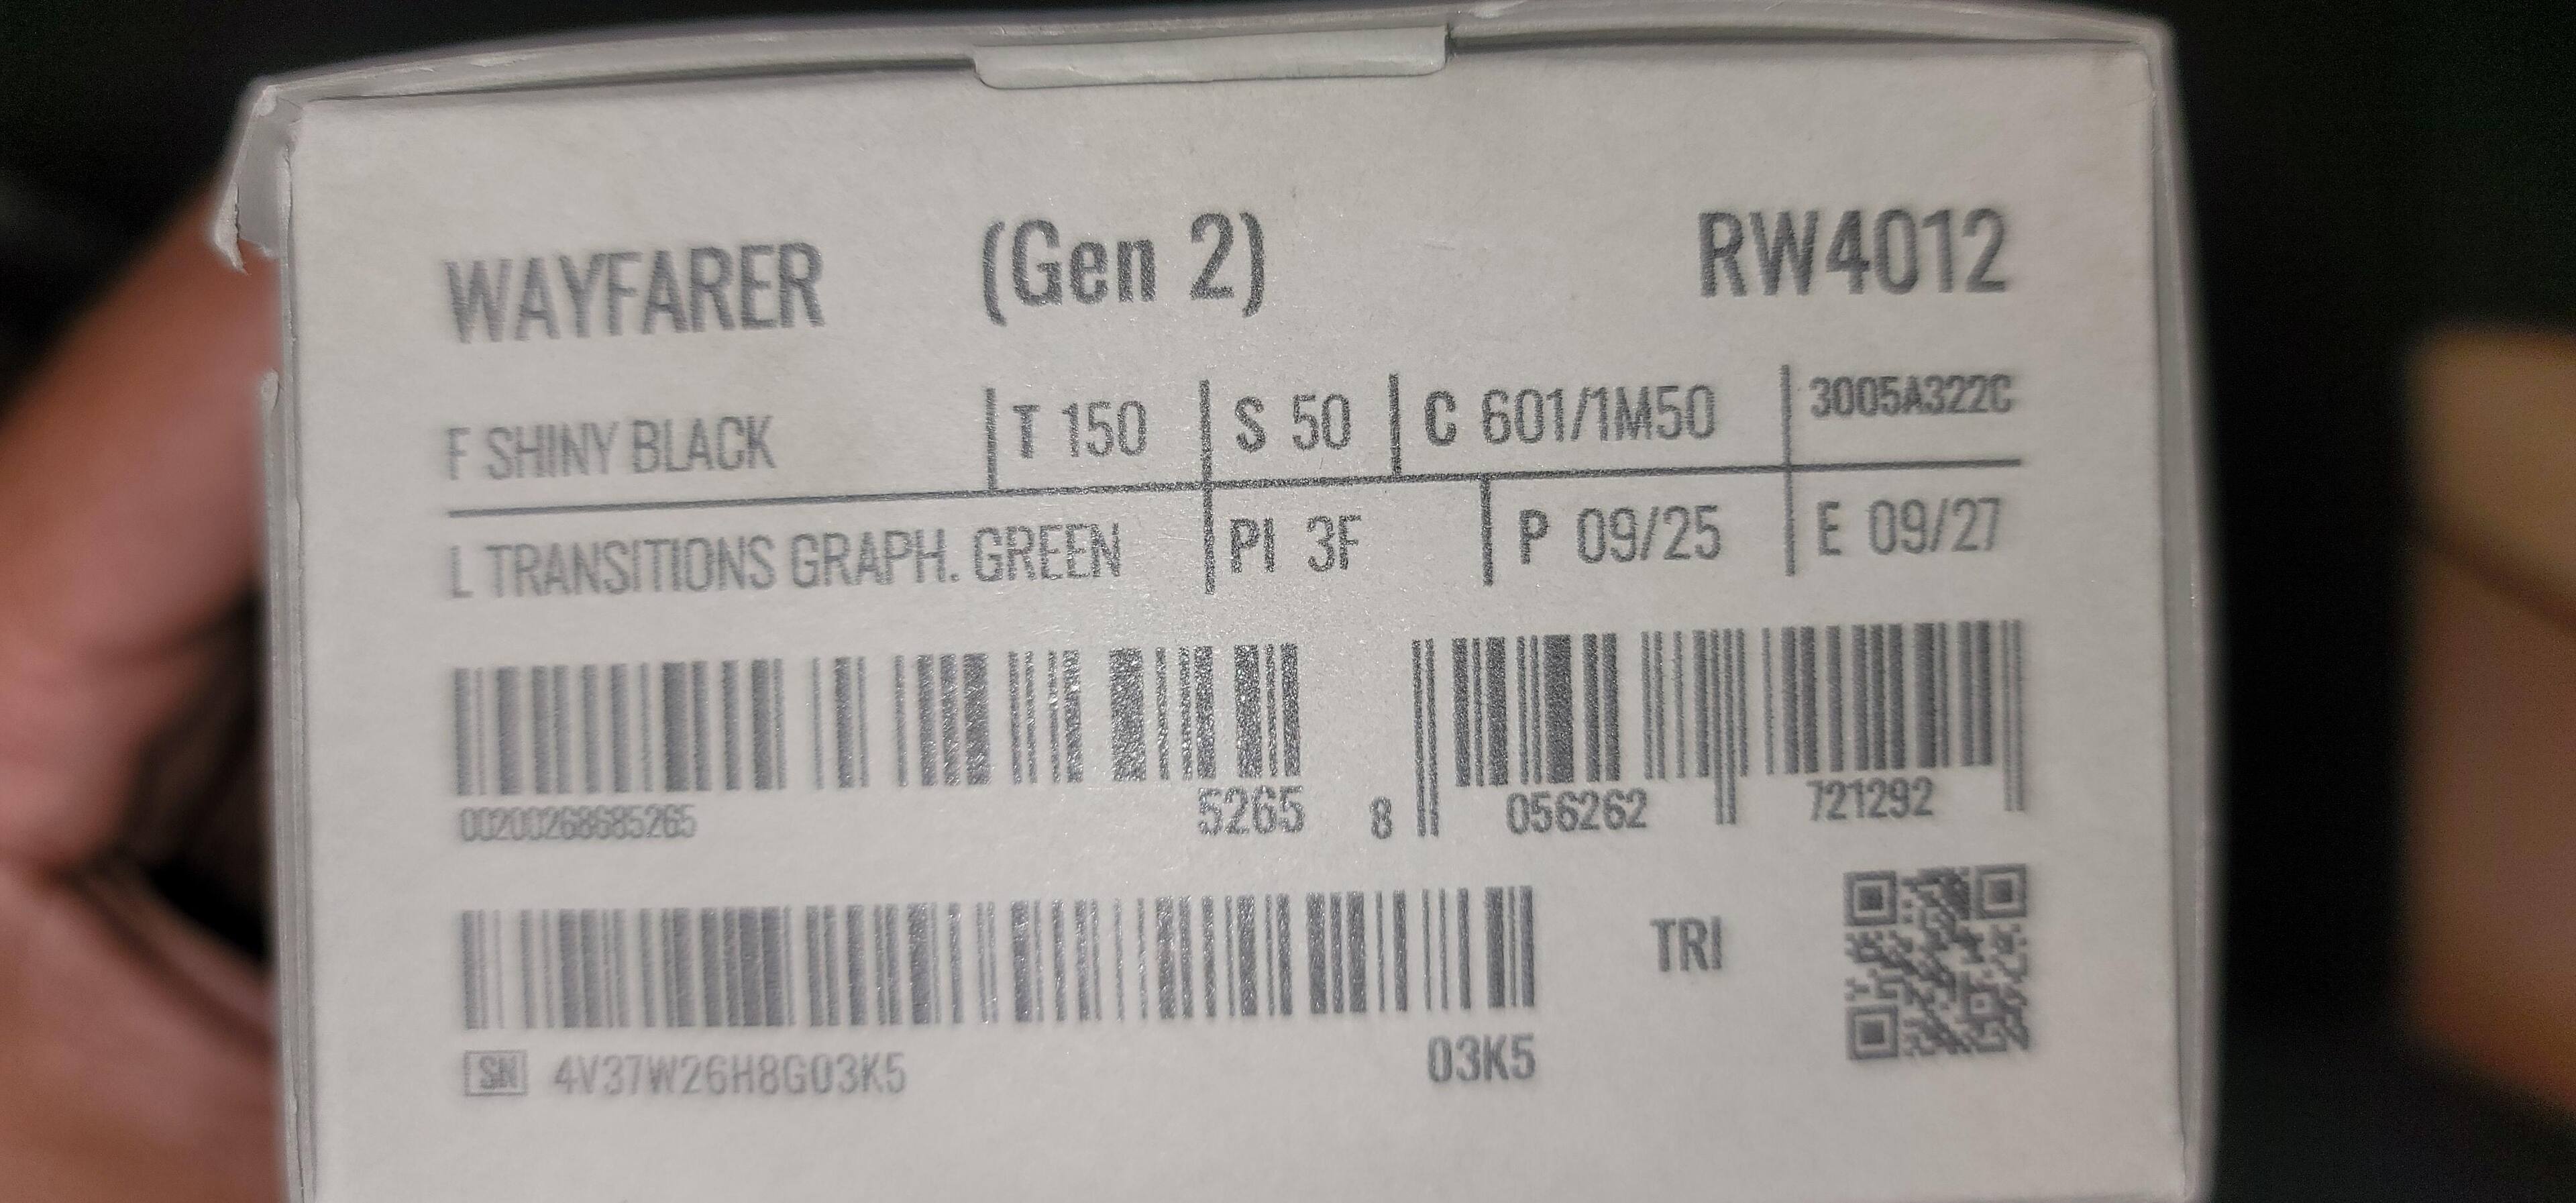 WAYFARER (Gen 2) RW4012
F SHINY BLACK T 150 S 50 C 601/1M50 3005A322C
L TRANSITIONS GRAPH. GREEN PI 3F P 09/25 E 09/27
00200268685265 5265 8 056262 721292
TRI
SN 4V37W26H8G03K5 03K5